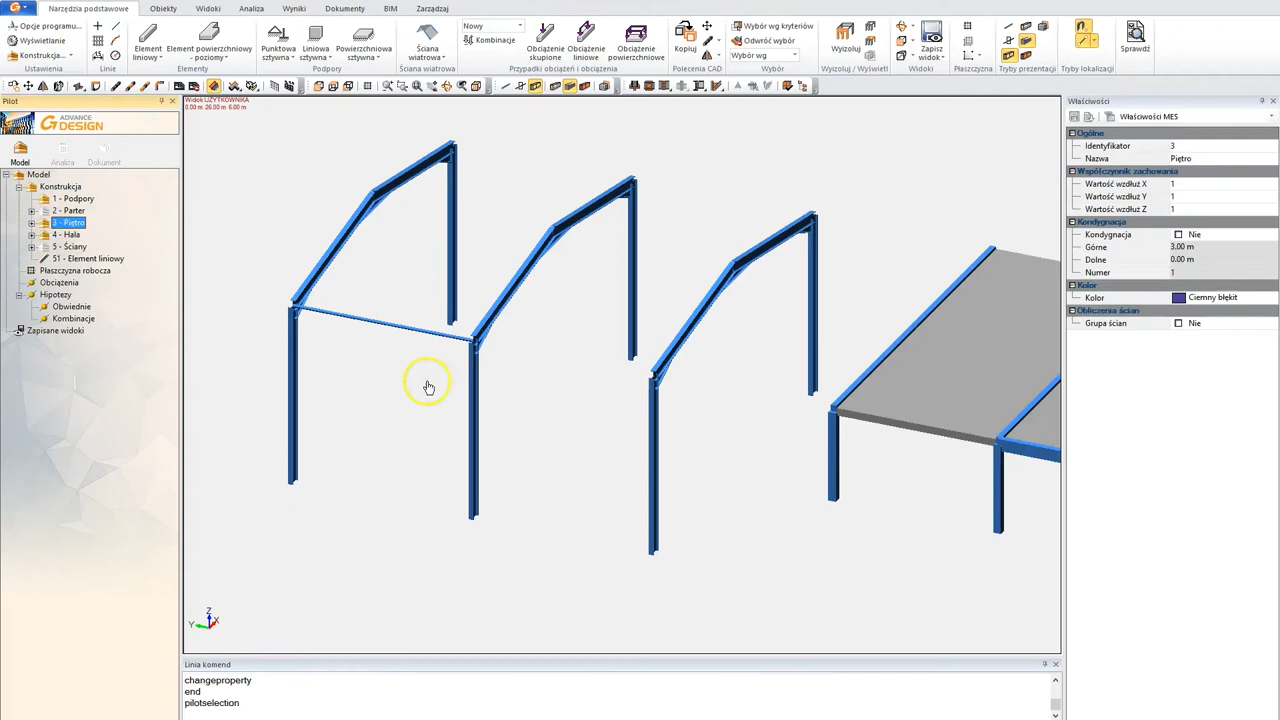 Narzędzia podstawowe Obiekty Widoki Analiza Wyniki Dokumenty BIM Zarządzaj
Opcje programu...
Wyświetlanie
Konstrukcja...
Ustawienia
Linie
Element liniowy
Element powierzchniowy - poziomy
Elementy
Punktowa sztywna
Liniowa sztywna
Powierzchniowa sztywna
Podpory
Ściana wiatrowa
Nowy
Kombinacje
Obciążenie skupione
Obciążenie liniowe
Obciążenie powierzchniowe
Przypadki obciążeń i obciążenia
Kopiuj
Polecenia CAD
Wybór wg kryteriów
Odwróć wybór
Wybór wg
Wybór
Wyizoluj
Wyizoluj / Wyświetl
Zapisz widok
Widoki
Płaszczyzna
Tryby prezentacji
Tryby lokalizacji
Sprawdź
Pilot
ADVANCE DESIGN
Model Analiza Dokument
Model
Konstrukcja
1 - Podpory
2 - Parter
3 - Piętro
4 - Hala
5 - Ściany
51 - Element liniowy
Płaszczyzna robocza
Obciążenia
Hipotezy
Obwiednie
Kombinacje
Zapisane widoki
Widok UŻYTKOWNIKA
0.00 m 26.00 m 6.00 m
Z
Y X
Linia komend
changeproperty
end
pilotselection
Właściwości
Właściwości MES
Ogólne
Identyfikator 3
Nazwa Piętro
Współczynnik zachowania
Wartość wzdłuż X 1
Wartość wzdłuż Y 1
Wartość wzdłuż Z 1
Kondygnacja
Kondygnacja Nie
Górne 3.00 m
Dolne 0.00 m
Numer 1
Kolor
Kolor Ciemny błękit
Obliczenia ścian
Grupa ścian Nie